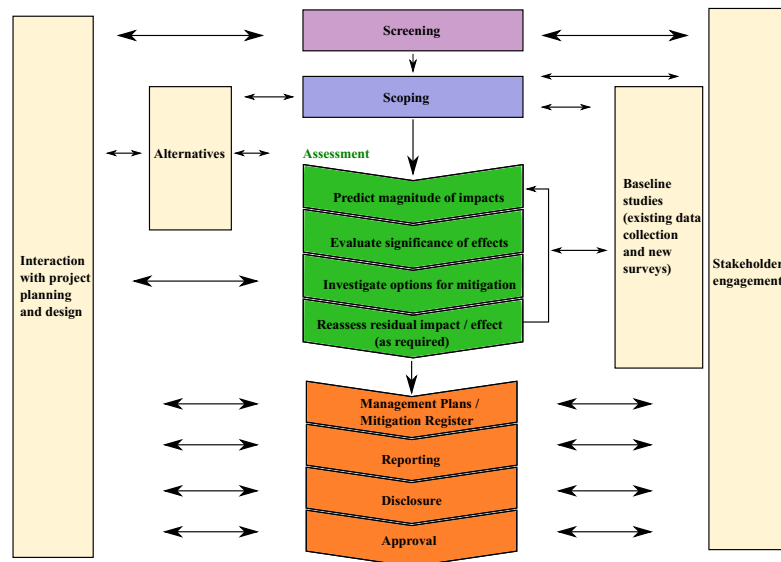 Screening
Scoping
Alternatives
Assessment
Predict magnitude of impacts
Evaluate significance of effects
Investigate options for mitigation
Reassess residual impact / effect
(as required)
Interaction
with project
planning
and design
Baseline
studies
(existing data
collection
and new
surveys)
Stakeholder
engagement
Management Plans /
Mitigation Register
Reporting
Disclosure
Approval